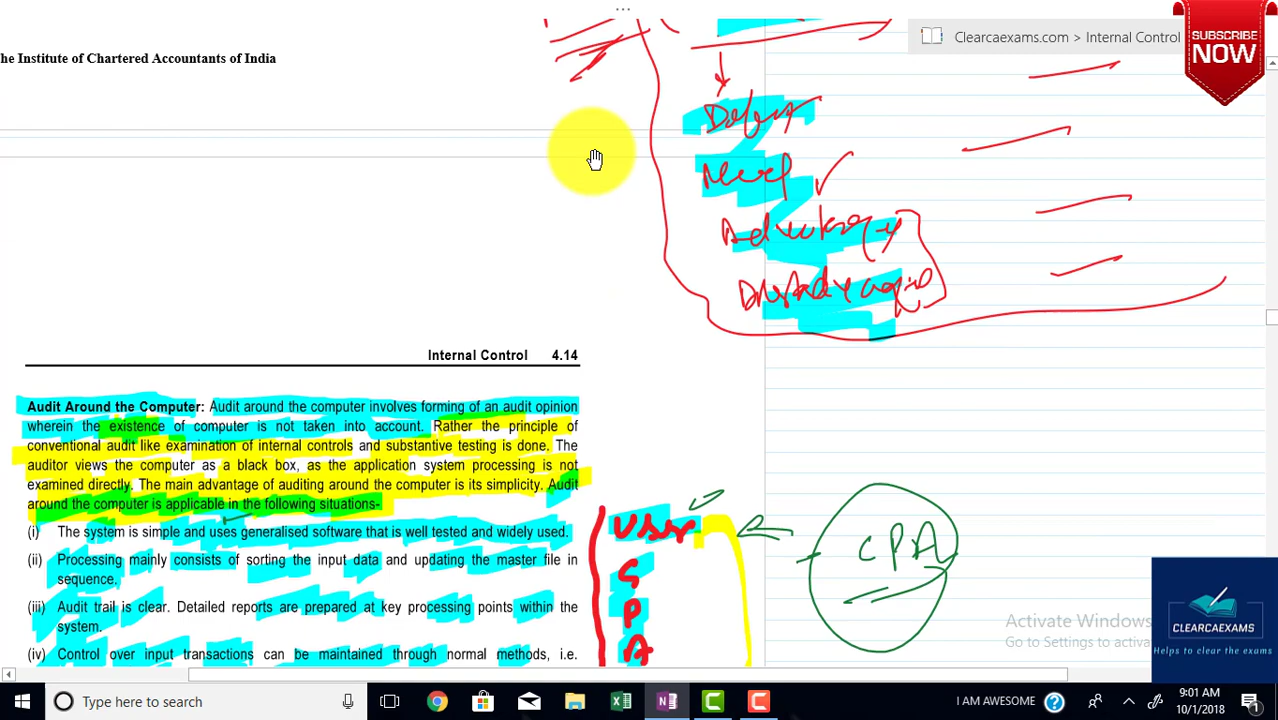 ...
SUBSCRIBE
NOW
Clearcaexams.com > Internal Control
he Institute of Chartered Accountants of India
Need
Internal Control 4.14
Audit Around the Computer: Audit around the computer involves forming of an audit opinion
wherein the existence of computer is not taken into account. Rather the principle of
conventional audit like examination of internal controls and substantive testing is done. The
auditor views the computer as a black box, as the application system processing is not
examined directly. The main advantage of auditing around the computer is its simplicity. Audit
around the computer is applicable in the following situations-
(i) The system is simple and uses generalised software that is well tested and widely used.
(ii) Processing mainly consists of sorting the input data and updating the master file in
sequence.
(iii) Audit trail is clear. Detailed reports are prepared at key processing points within the
system.
(iv) Control over input transactions can be maintained through normal methods, i.e.
User
S
P
A
CPA
Activate Windows
Go to Settings to activa
CLEARCAEXAMS
Helps to clear the exams
Type here to search
I AM AWESOME
9:01 AM
10/1/2018
1